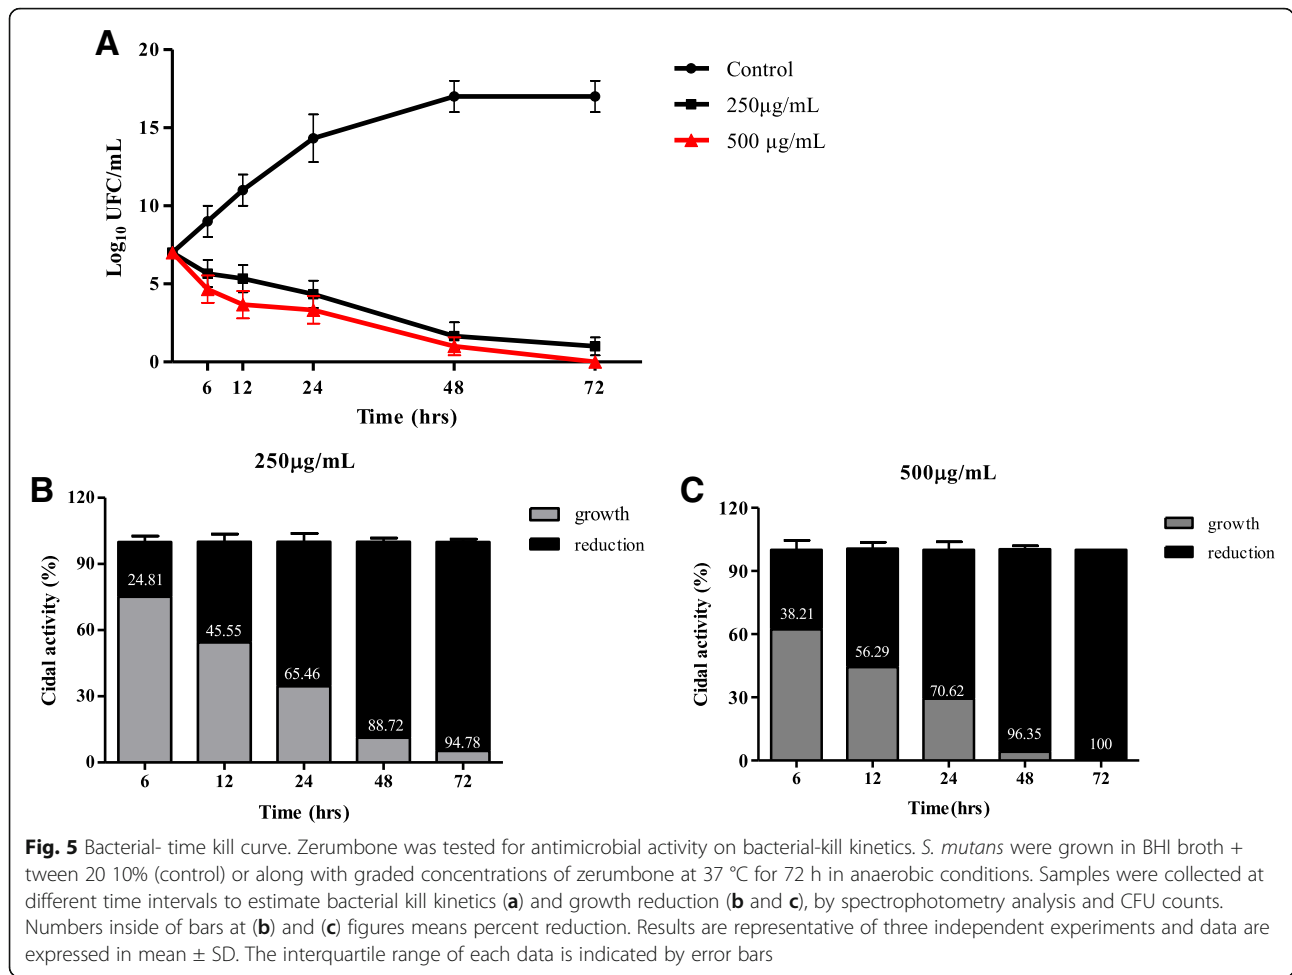 A
20
15
10
5
0
Log10 UFC/mL
6 12 24 48 72
Time (hrs)
Control
250µg/mL
500 µg/mL
B
250µg/mL
120
90
60
30
0
Cidal activity (%)
24.81
45.55
65.46
88.72
94.78
6 12 24 48 72
Time (hrs)
growth
reduction
C
500µg/mL
120
90
60
30
0
Cidal activity (%)
38.21
56.29
70.62
96.35
100
6 12 24 48 72
Time(hrs)
growth
reduction
Fig. 5 Bacterial- time kill curve. Zerumbone was tested for antimicrobial activity on bacterial-kill kinetics. S. mutans were grown in BHI broth +
tween 20 10% (control) or along with graded concentrations of zerumbone at 37 °C for 72 h in anaerobic conditions. Samples were collected at
different time intervals to estimate bacterial kill kinetics (a) and growth reduction (b and c), by spectrophotometry analysis and CFU counts.
Numbers inside of bars at (b) and (c) figures means percent reduction. Results are representative of three independent experiments and data are
expressed in mean ± SD. The interquartile range of each data is indicated by error bars